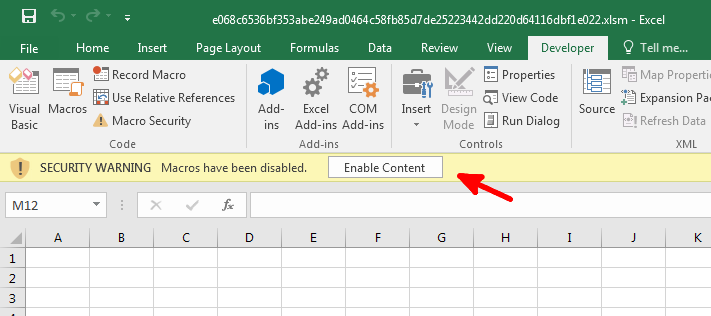 e068c6536bf353abe249ad0464c58fb85d7de25223442dd220d64116dbf1e022.xlsm - Excel
File Home Insert Page Layout Formulas Data Review View Developer Tell me...
Visual Basic
Macros
Record Macro
Use Relative References
Macro Security
Code
Add-ins
Excel Add-ins
COM Add-ins
Add-ins
Insert
Design Mode
Properties
View Code
Run Dialog
Controls
Source
Map Propert
Expansion Pac
Refresh Data
XML
SECURITY WARNING Macros have been disabled. Enable Content
M12 fx
A B C D E F G H I J K
1
2
3